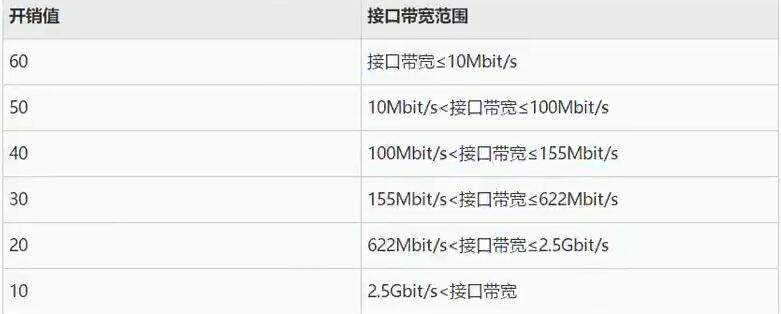 开销值 接口带宽范围
60 接口带宽≤10Mbit/s
50 10Mbit/s<接口带宽≤100Mbit/s
40 100Mbit/s<接口带宽≤155Mbit/s
30 155Mbit/s<接口带宽≤622Mbit/s
20 622Mbit/s<接口带宽≤2.5Gbit/s
10 2.5Gbit/s<接口带宽